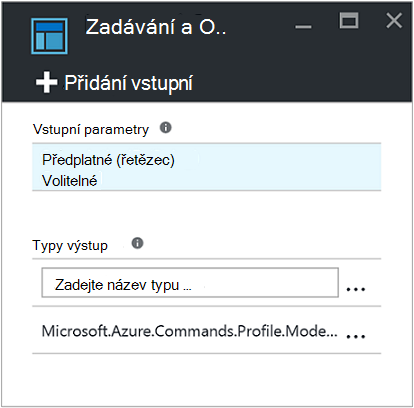 Zadávání a O..
Přidání vstupní
Vstupní parametry
Předplatné (řetězec)
Volitelné
Typy výstup
Zadejte název typu ...
Microsoft.Azure.Commands.Profile.Mode...